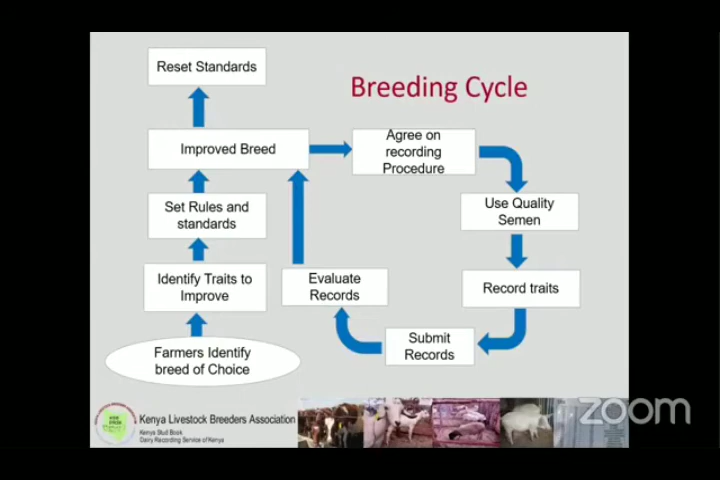 Breeding Cycle
Reset Standards
Improved Breed
Agree on
recording
Procedure
Set Rules and
standards
Use Quality
Semen
Identify Traits to
Improve
Evaluate
Records
Record traits
Farmers Identify
breed of Choice
Submit
Records
Kenya Livestock Breeders Association
Kenya Stud Book
Dairy Recording Service of Kenya
zoom